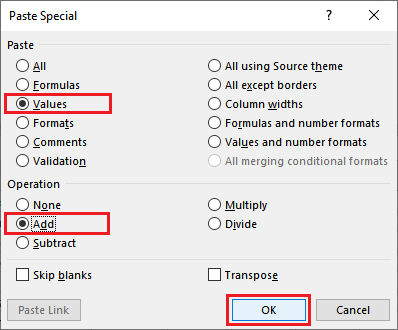 Paste Special
Paste
All
All using Source theme
Formulas
All except borders
Values
Column widths
Formats
Formulas and number formats
Comments
Values and number formats
Validation
All merging conditional formats
Operation
None
Multiply
Add
Divide
Subtract
Skip blanks
Transpose
Paste Link
OK
Cancel